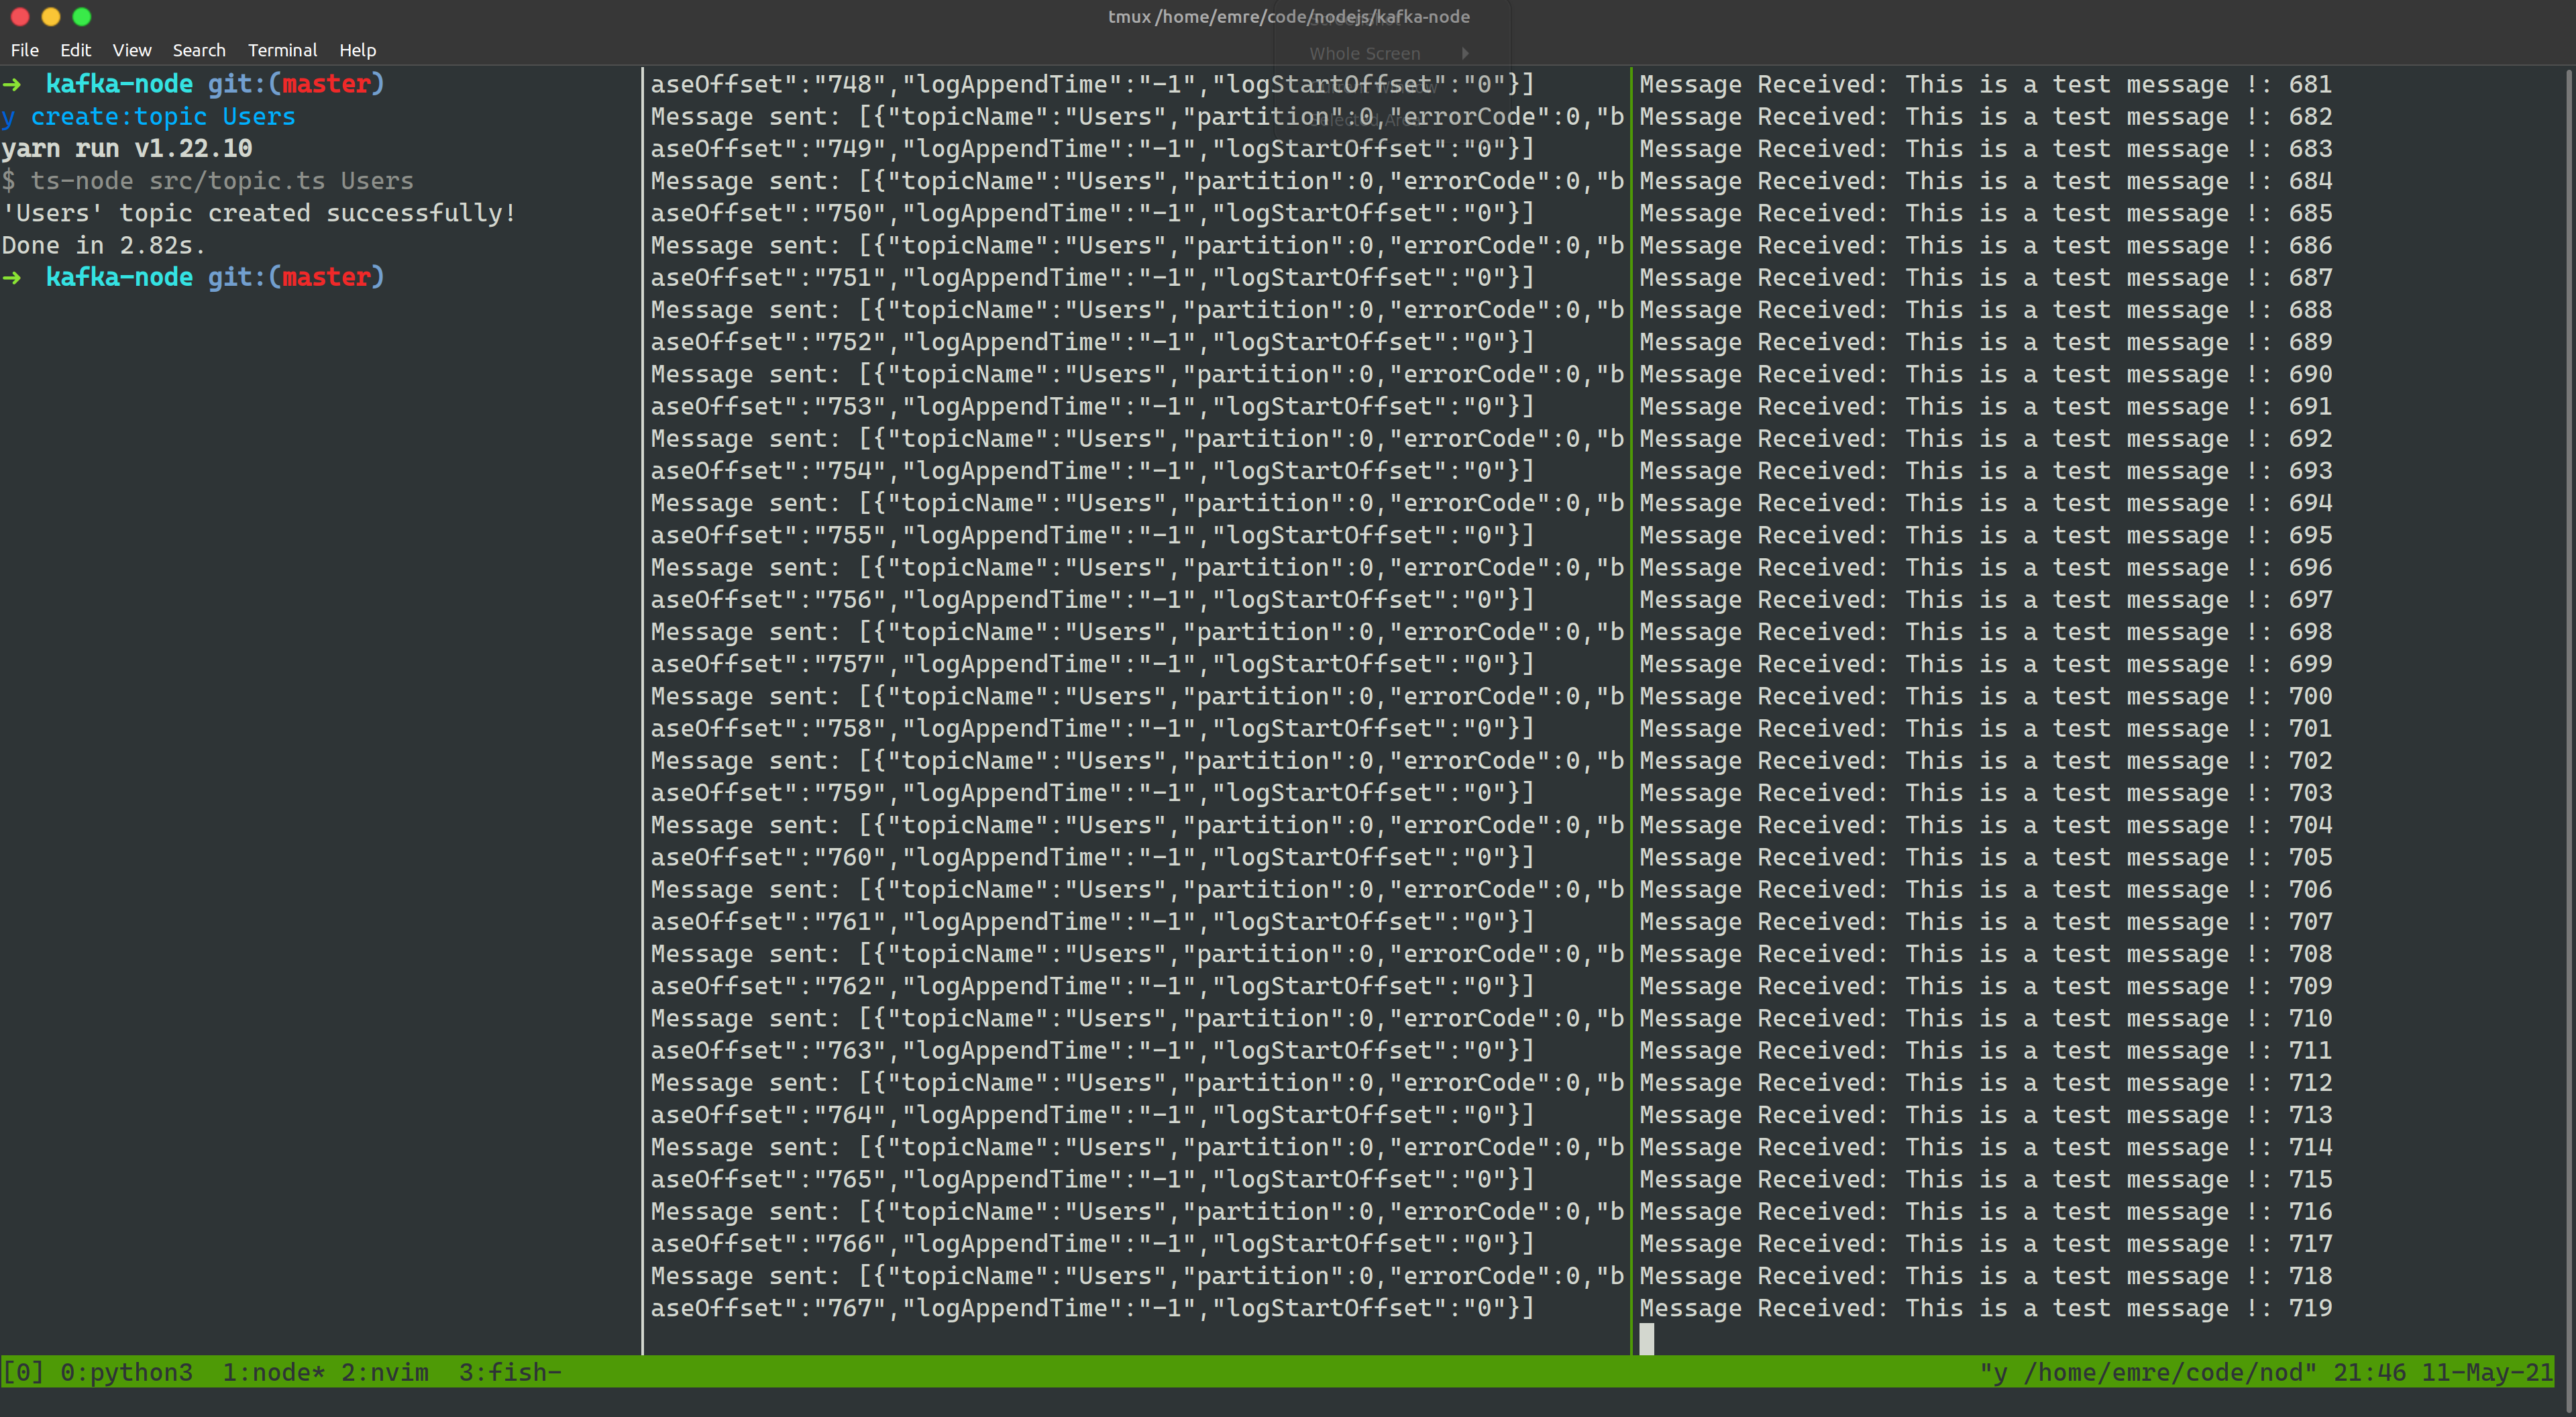 tmux /home/emre/code/nodejs/kafka-node
File Edit View Search Terminal Help
Whole Screen
➜ kafka-node git:(master)
y create:topic Users
yarn run v1.22.10
$ ts-node src/topic.ts Users
'Users' topic created successfully!
Done in 2.82s.
➜ kafka-node git:(master)
aseOffset":"748","logAppendTime":"-1","logStartOffset":"0"}]
Message sent: [{"topicName":"Users","partition":0,"errorCode":0,"b
aseOffset":"749","logAppendTime":"-1","logStartOffset":"0"}]
Message sent: [{"topicName":"Users","partition":0,"errorCode":0,"b
aseOffset":"750","logAppendTime":"-1","logStartOffset":"0"}]
Message sent: [{"topicName":"Users","partition":0,"errorCode":0,"b
aseOffset":"751","logAppendTime":"-1","logStartOffset":"0"}]
Message sent: [{"topicName":"Users","partition":0,"errorCode":0,"b
aseOffset":"752","logAppendTime":"-1","logStartOffset":"0"}]
Message sent: [{"topicName":"Users","partition":0,"errorCode":0,"b
aseOffset":"753","logAppendTime":"-1","logStartOffset":"0"}]
Message sent: [{"topicName":"Users","partition":0,"errorCode":0,"b
aseOffset":"754","logAppendTime":"-1","logStartOffset":"0"}]
Message sent: [{"topicName":"Users","partition":0,"errorCode":0,"b
aseOffset":"755","logAppendTime":"-1","logStartOffset":"0"}]
Message sent: [{"topicName":"Users","partition":0,"errorCode":0,"b
aseOffset":"756","logAppendTime":"-1","logStartOffset":"0"}]
Message sent: [{"topicName":"Users","partition":0,"errorCode":0,"b
aseOffset":"757","logAppendTime":"-1","logStartOffset":"0"}]
Message sent: [{"topicName":"Users","partition":0,"errorCode":0,"b
aseOffset":"758","logAppendTime":"-1","logStartOffset":"0"}]
Message sent: [{"topicName":"Users","partition":0,"errorCode":0,"b
aseOffset":"759","logAppendTime":"-1","logStartOffset":"0"}]
Message sent: [{"topicName":"Users","partition":0,"errorCode":0,"b
aseOffset":"760","logAppendTime":"-1","logStartOffset":"0"}]
Message sent: [{"topicName":"Users","partition":0,"errorCode":0,"b
aseOffset":"761","logAppendTime":"-1","logStartOffset":"0"}]
Message sent: [{"topicName":"Users","partition":0,"errorCode":0,"b
aseOffset":"762","logAppendTime":"-1","logStartOffset":"0"}]
Message sent: [{"topicName":"Users","partition":0,"errorCode":0,"b
aseOffset":"763","logAppendTime":"-1","logStartOffset":"0"}]
Message sent: [{"topicName":"Users","partition":0,"errorCode":0,"b
aseOffset":"764","logAppendTime":"-1","logStartOffset":"0"}]
Message sent: [{"topicName":"Users","partition":0,"errorCode":0,"b
aseOffset":"765","logAppendTime":"-1","logStartOffset":"0"}]
Message sent: [{"topicName":"Users","partition":0,"errorCode":0,"b
aseOffset":"766","logAppendTime":"-1","logStartOffset":"0"}]
Message sent: [{"topicName":"Users","partition":0,"errorCode":0,"b
aseOffset":"767","logAppendTime":"-1","logStartOffset":"0"}]
Message Received: This is a test message !: 681
Message Received: This is a test message !: 682
Message Received: This is a test message !: 683
Message Received: This is a test message !: 684
Message Received: This is a test message !: 685
Message Received: This is a test message !: 686
Message Received: This is a test message !: 687
Message Received: This is a test message !: 688
Message Received: This is a test message !: 689
Message Received: This is a test message !: 690
Message Received: This is a test message !: 691
Message Received: This is a test message !: 692
Message Received: This is a test message !: 693
Message Received: This is a test message !: 694
Message Received: This is a test message !: 695
Message Received: This is a test message !: 696
Message Received: This is a test message !: 697
Message Received: This is a test message !: 698
Message Received: This is a test message !: 699
Message Received: This is a test message !: 700
Message Received: This is a test message !: 701
Message Received: This is a test message !: 702
Message Received: This is a test message !: 703
Message Received: This is a test message !: 704
Message Received: This is a test message !: 705
Message Received: This is a test message !: 706
Message Received: This is a test message !: 707
Message Received: This is a test message !: 708
Message Received: This is a test message !: 709
Message Received: This is a test message !: 710
Message Received: This is a test message !: 711
Message Received: This is a test message !: 712
Message Received: This is a test message !: 713
Message Received: This is a test message !: 714
Message Received: This is a test message !: 715
Message Received: This is a test message !: 716
Message Received: This is a test message !: 717
Message Received: This is a test message !: 718
Message Received: This is a test message !: 719
[0] 0:python3  1:node* 2:nvim  3:fish-
"y /home/emre/code/nod" 21:46 11-May-21